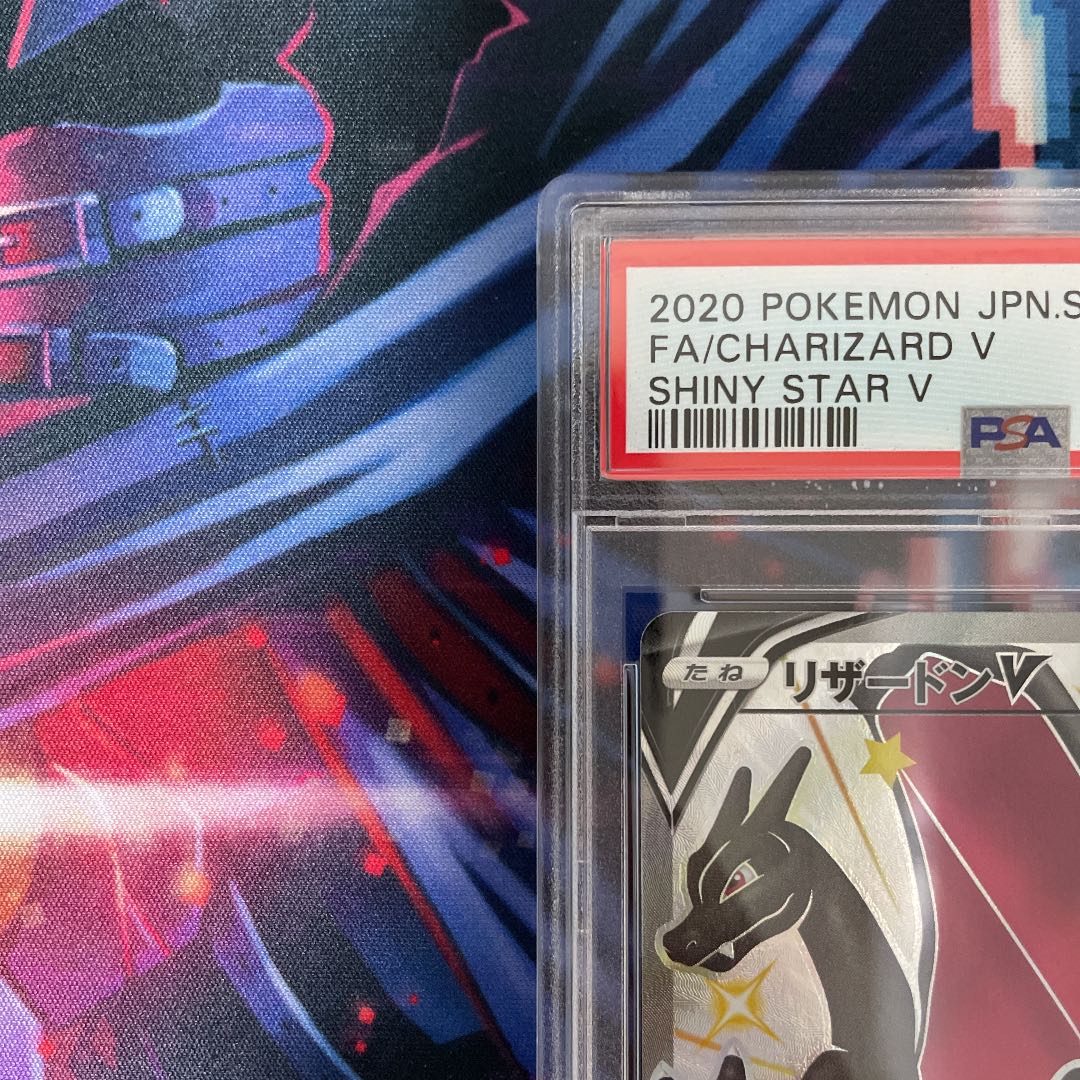 2020 POKEMON JPN.S
FA/CHARIZARD V
SHINY STAR V
PSA
たね リザードンV